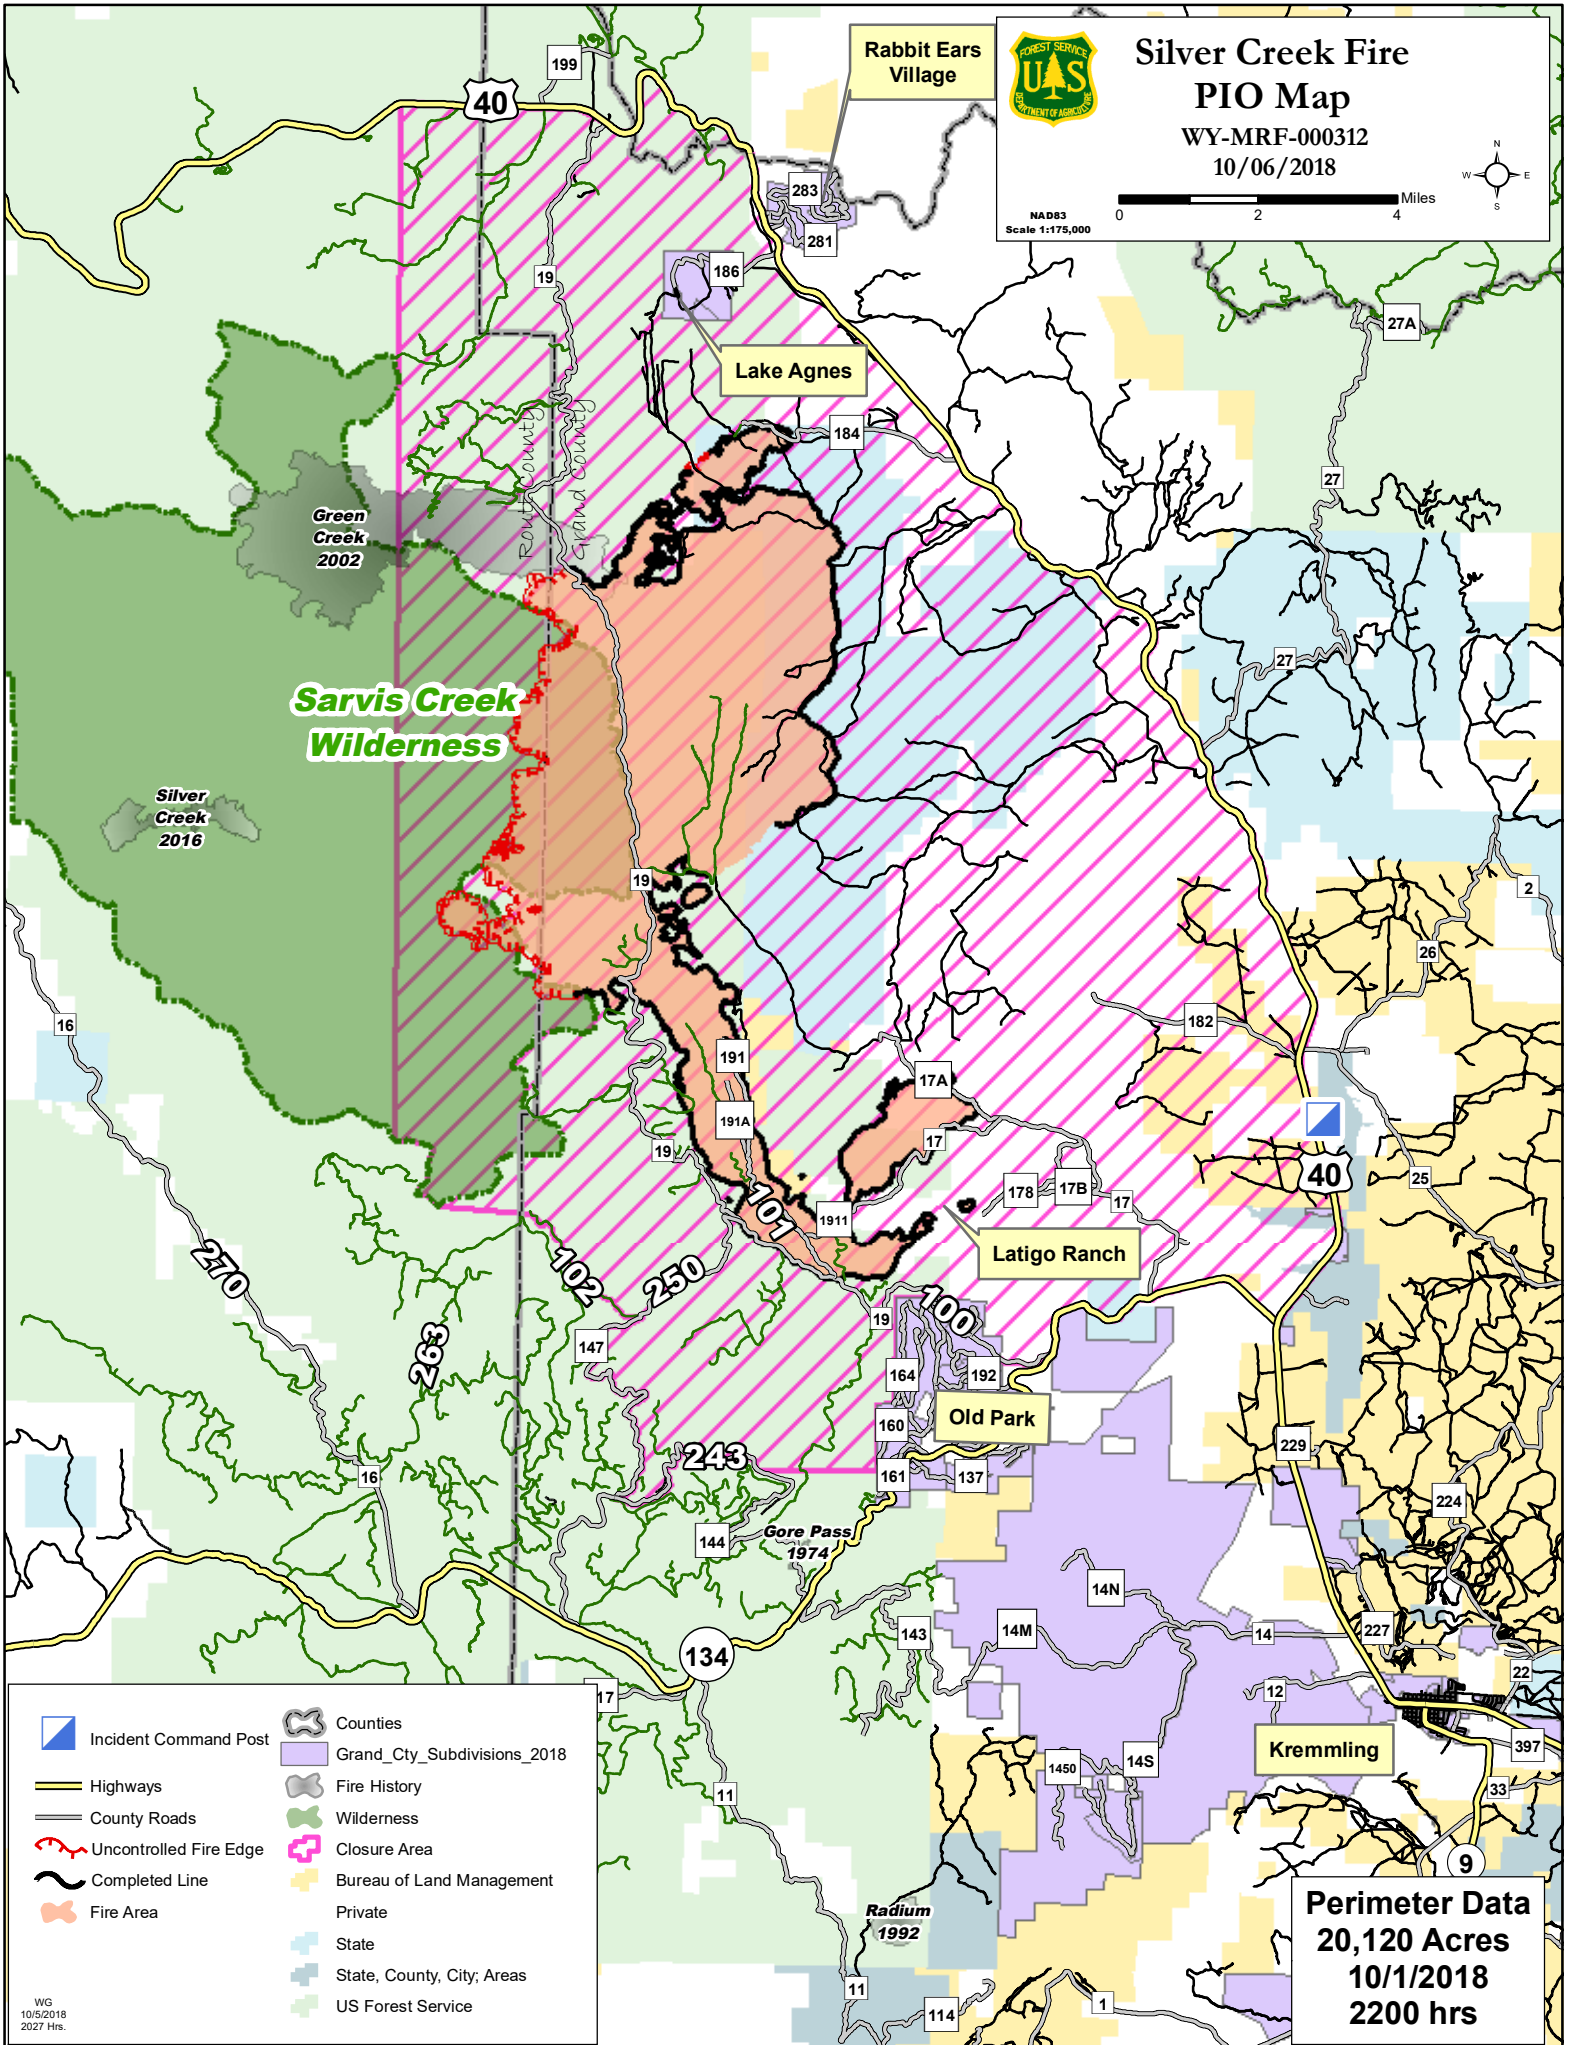 Silver Creek Fire
PIO Map
WY-MRF-000312
10/06/2018
FOREST SERVICE
US
DEPARTMENT OF AGRICULTURE
N
W
E
S
Miles
0
2
4
NAD83
Scale 1:175,000
Rabbit Ears
Village
199
40
283
281
186
19
27A
Lake Agnes
184
Routt County
Grand County
27
Green
Creek
2002
27
Sarvis Creek
Wilderness
Silver
Creek
2016
19
2
26
16
182
191
17A
191A
17
19
40
25
178
17B
17
101
1911
Latigo Ranch
270
102
250
100
19
263
147
164
192
Old Park
160
243
161
137
229
16
224
144
Gore Pass
1974
14N
143
14M
14
227
134
22
17
12
Kremmling
397
1450
14S
11
33
9
Radium
1992
11
114
1
Incident Command Post
Highways
County Roads
Uncontrolled Fire Edge
Completed Line
Fire Area
Counties
Grand_Cty_Subdivisions_2018
Fire History
Wilderness
Closure Area
Bureau of Land Management
Private
State
State, County, City; Areas
US Forest Service
WG
10/5/2018
2027 Hrs.
Perimeter Data
20,120 Acres
10/1/2018
2200 hrs